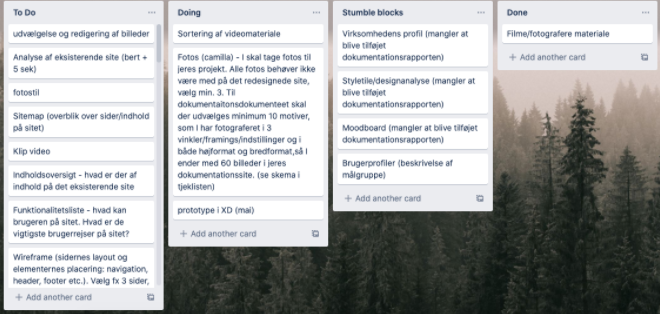 To Do
udvælgelse og redigering af billeder
Analyse af eksisterende site (bert +
5 sek)
fotostil
Sitemap (overblik over sider/indhold
på sitet)
Klip video
Indholdsoversigt - hvad er der af
indhold på det eksisterende site
Funktionalitetsliste - hvad kan
brugeren på sitet. Hvad er de
vigtigste brugerrejser på sitet?
Wireframe (sidernes layout og
elementernes placering: navigation,
header, footer etc.). Vælg fx 3 sider,
+ Add another card
Doing
Sortering af videomateriale
Fotos (camilla) - I skal tage fotos til
jeres projekt. Alle fotos behøver ikke
være med på det redesignede site,
vælg min. 3. Til
dokumentaitonsdokumenteet skal
der udvælges minimum 10 motiver,
som I har fotograferet i 3
vinkler/framings/indstillinger og i
både højformat og bredformat,så I
ender med 60 billeder i jeres
dokumentationssite. (se skema i
tjeklisten)
prototype i XD (mai)
+ Add another card
Stumble blocks
Virksomhedens profil (mangler at
blive tilføjet
dokumentationsrapporten)
Styletile/designanalyse (mangler at
blive tilføjet
dokumentationsrapporten)
Moodboard (mangler at blive tilføjet
dokumentationsrapporten)
Brugerprofiler (beskrivelse af
målgruppe)
+ Add another card
Done
Filme/fotografere materiale
+ Add another card